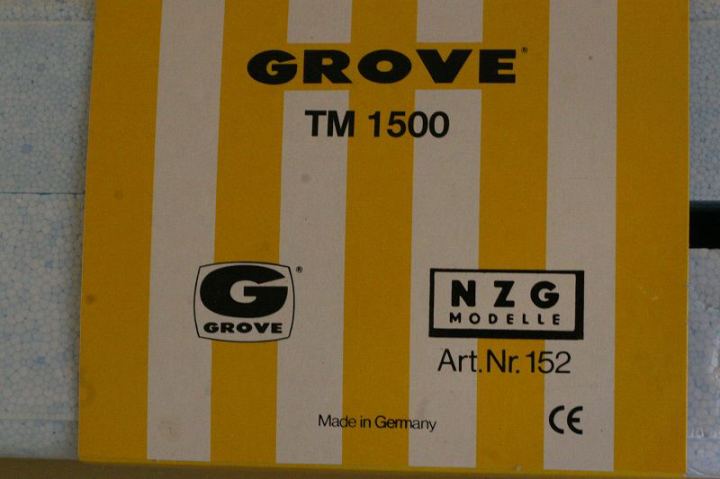 GROVE®
TM 1500
G®
GROVE
NZG
MODELLE
Art.Nr. 152
Made in Germany
CE